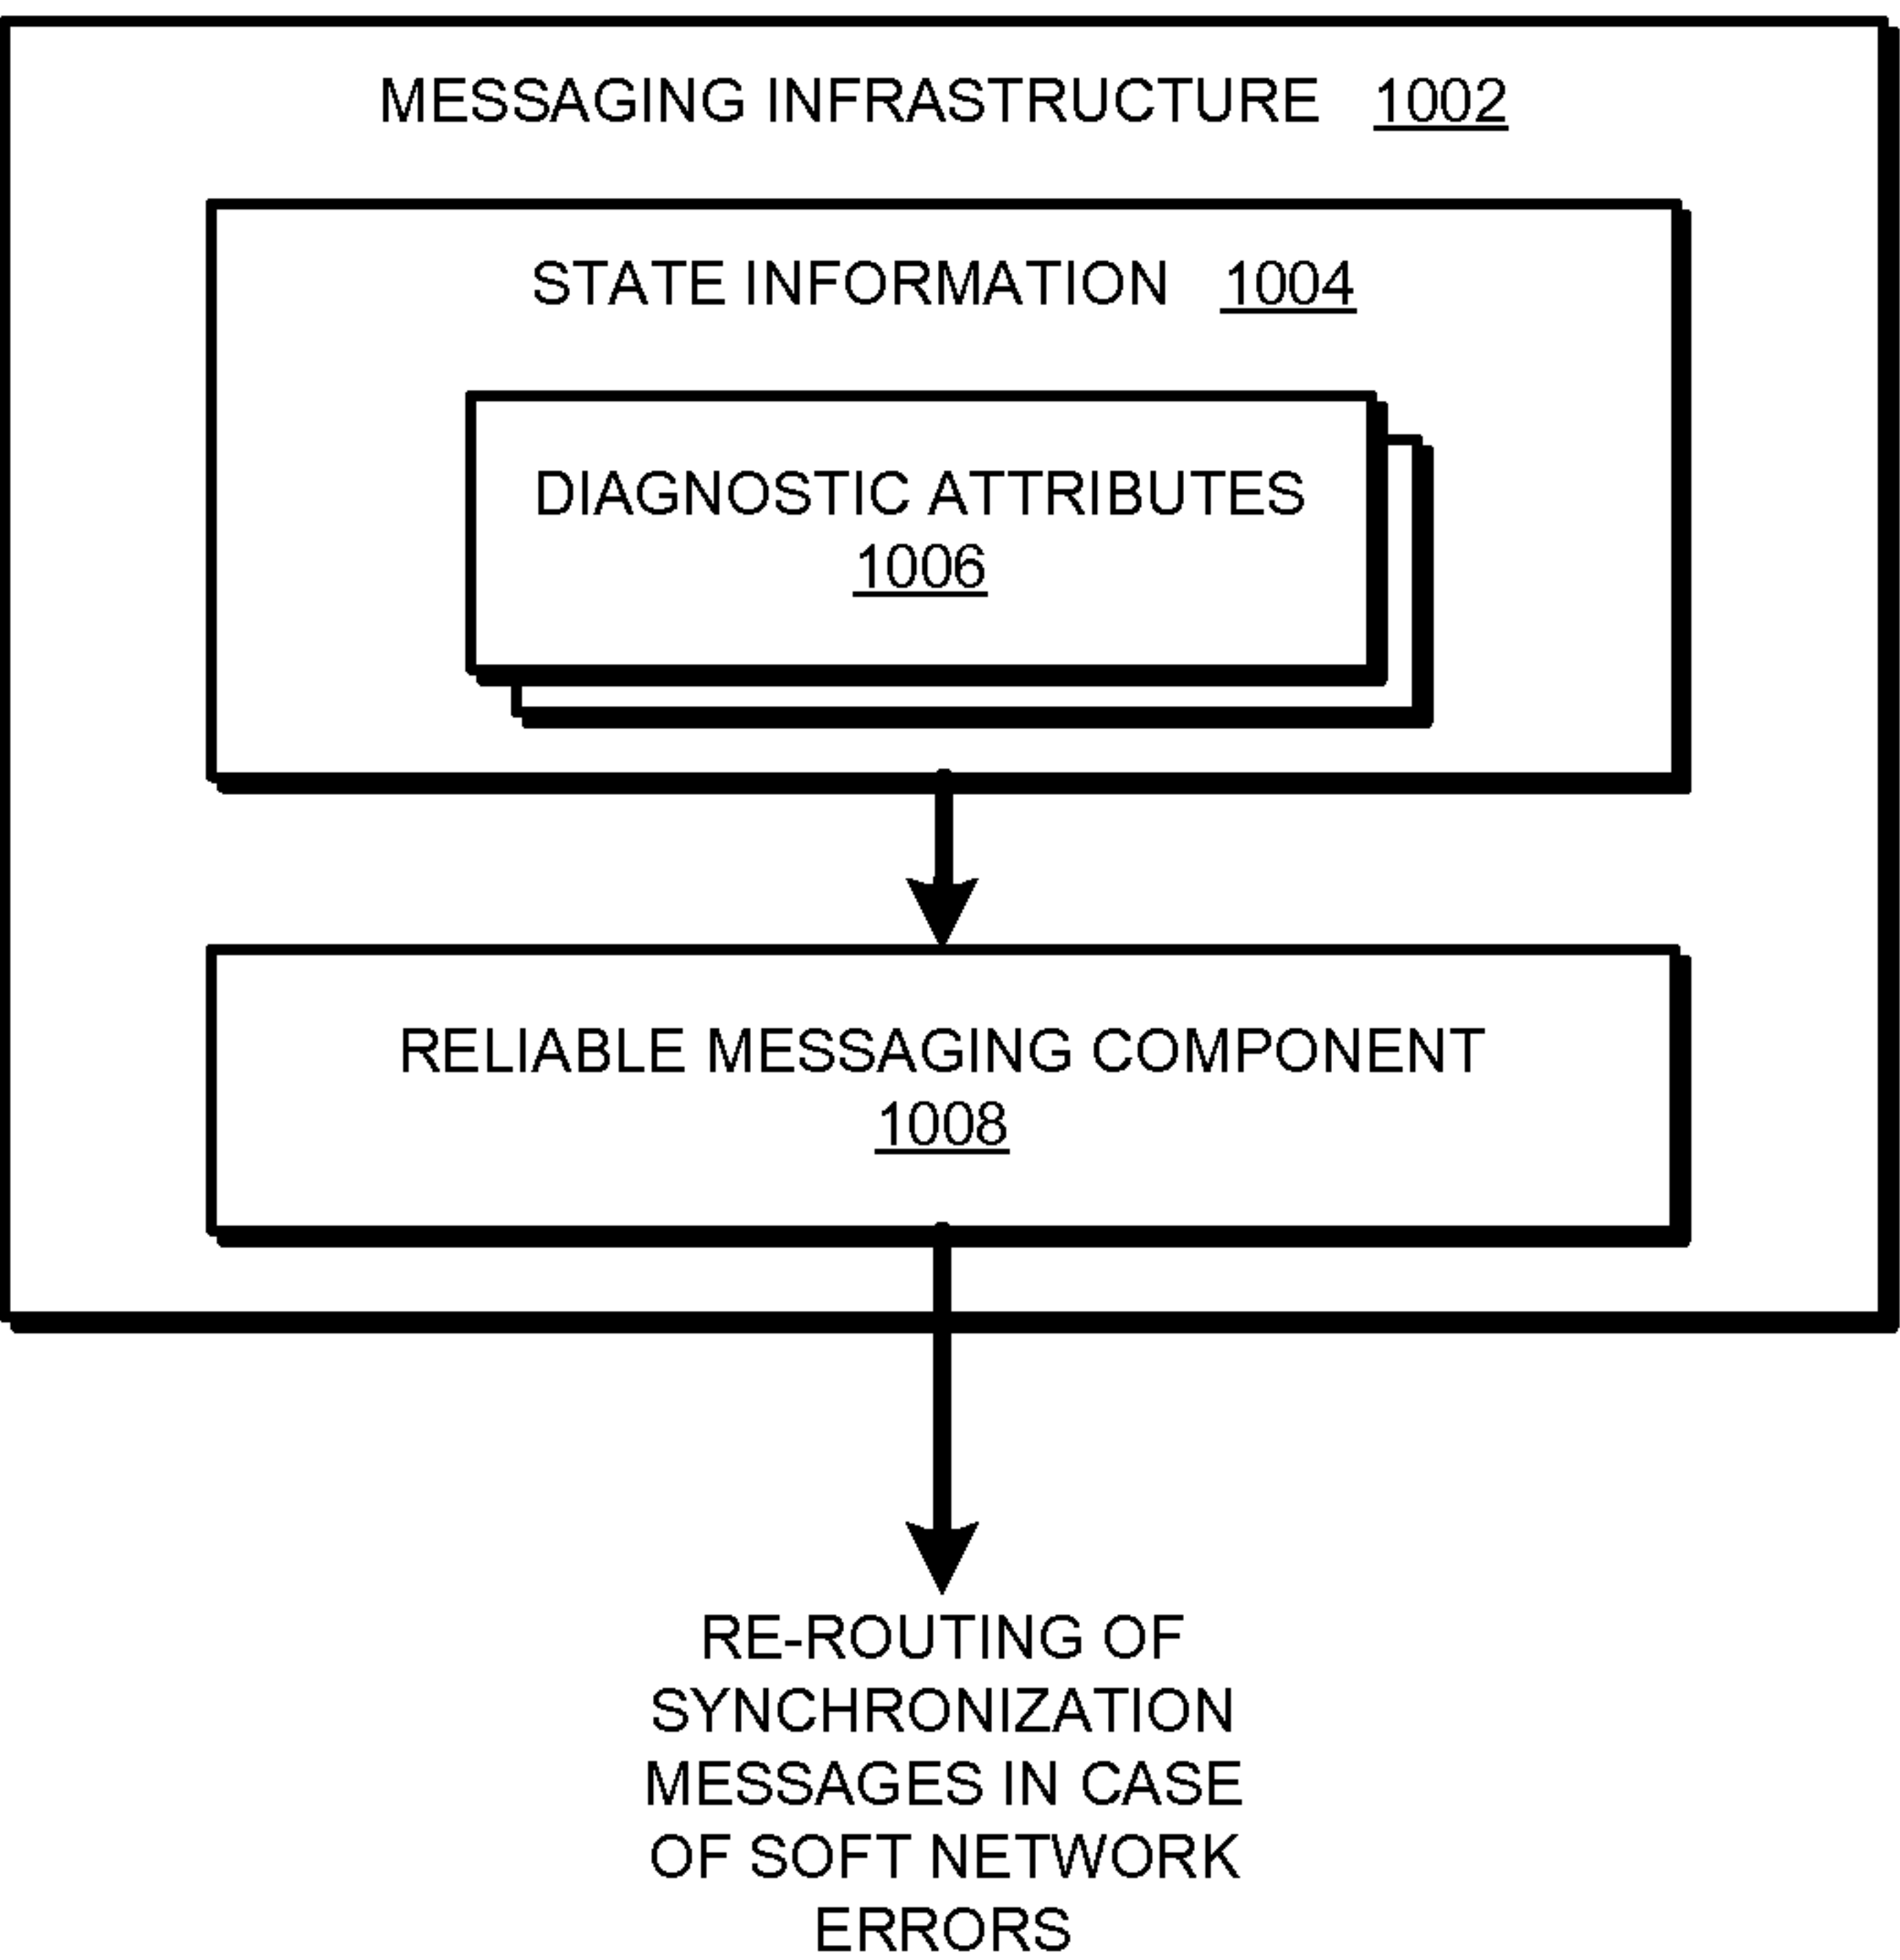 MESSAGING INFRASTRUCTURE 1002
STATE INFORMATION 1004
DIAGNOSTIC ATTRIBUTES
1006
RELIABLE MESSAGING COMPONENT
1008
RE-ROUTING OF
SYNCHRONIZATION
MESSAGES IN CASE
OF SOFT NETWORK
ERRORS